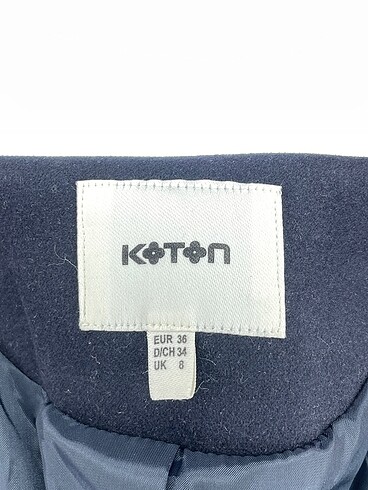 KOTON
EUR 36
D/CH 34
UK 8